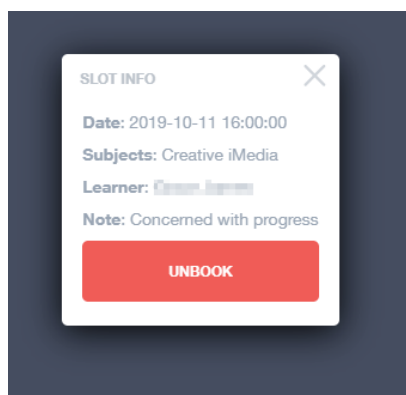 SLOT INFO
Date: 2019-10-11 16:00:00
Subjects: Creative iMedia
Learner:
Note: Concerned with progress
UNBOOK